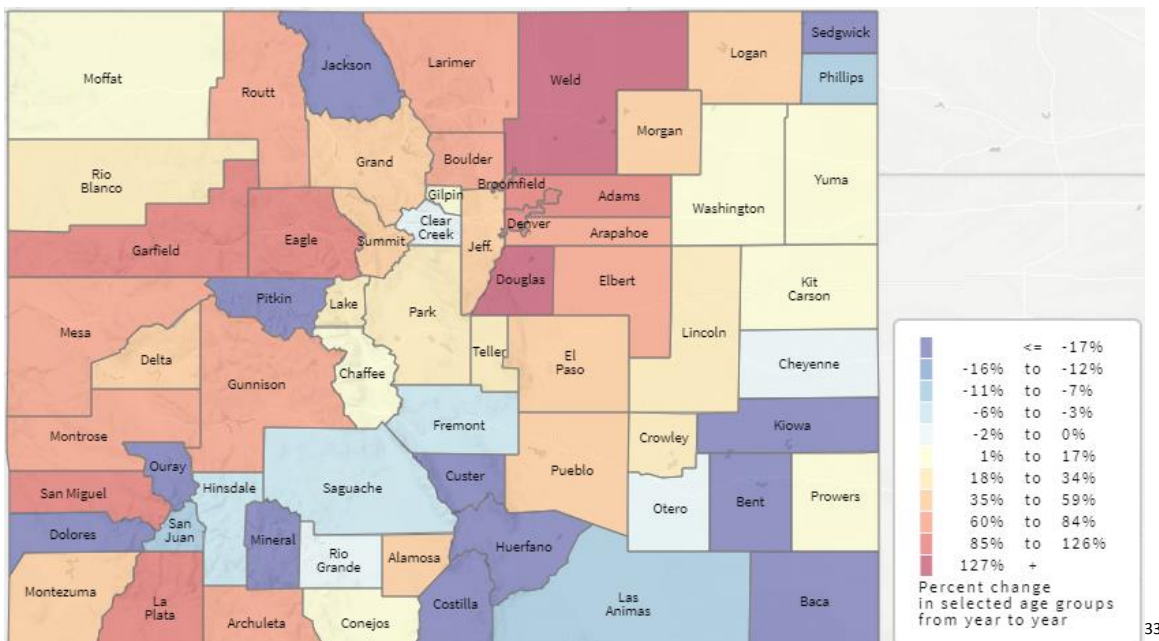 Sedgwick
Logan
Larimer
Jackson
Weld
Moffat
Phillips
Routt
Morgan
Grand
Boulder
Rio
Blanco
Yuma
Broomfield
Gilpin
Adams
Washington
Clear
Creek
Denver
Arapahoe
Eagle
Summit
Jeff.
Garfield
Douglas
Elbert
Kit
Carson
Pitkin
Lake
Park
Mesa
Lincoln
Teller
El
Paso
Delta
Cheyenne
Chaffee
Gunnison
Fremont
Kiowa
Montrose
Crowley
Ouray
Pueblo
Custer
Hinsdale
Saguache
San Miguel
Bent
Prowers
Otero
San
Juan
Dolores
Mineral
Huerfano
Rio
Grande
Alamosa
Montezuma
La
Plata
Costilla
Las
Animas
Baca
Archuleta
Conejos
<= -17%
-16% to -12%
-11% to -7%
-6% to -3%
-2% to 0%
1% to 17%
18% to 34%
35% to 59%
60% to 84%
85% to 126%
127% +
Percent change
in selected age groups
from year to year
33